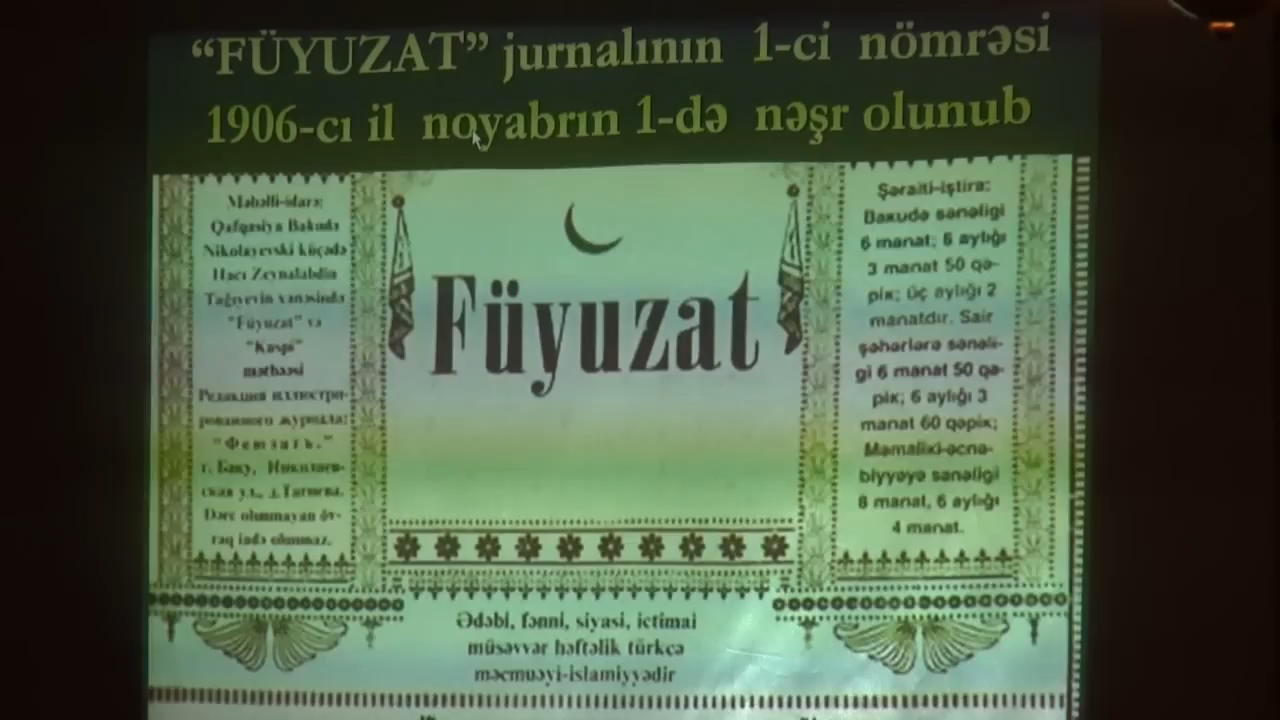 “FÜYUZAT” jurnalının 1-ci nömrəsi
1906-cı il noyabrın 1-də nəşr olunub
Məhəlli-idarə:
Qafqasiya Bakuda
Nikolayevski küçədə
Hacı Zeynalabdin
Tağıyevin xanəsində
"Füyuzat" və
"Kaspi"
mətbəəsi
Редакция иллюстри-
рованного журнала:
"Феюзатъ."
г. Баку, Николаев-
ская ул., д. Тагиева.
Dərc olunmayan öv-
raq iadə olunmaz.
Füyuzat
Şəraiti-iştira:
Bakudə sənəligi
6 manat; 6 aylığı
3 manat 50 qə-
pik; üç aylığı 2
manatdır. Sair
şəhərlərə sənəli-
gi 6 manat 50 qə-
pik; 6 aylığı 3
manat 60 qəpik;
Məmaliki-əcnə-
biyyəyə sənəligi
8 manat, 6 aylığı
4 manat.
Ədəbi, fənni, siyasi, ictimai
müsəvvər həftəlik türkcə
məcmuəyi-islamiyyədir